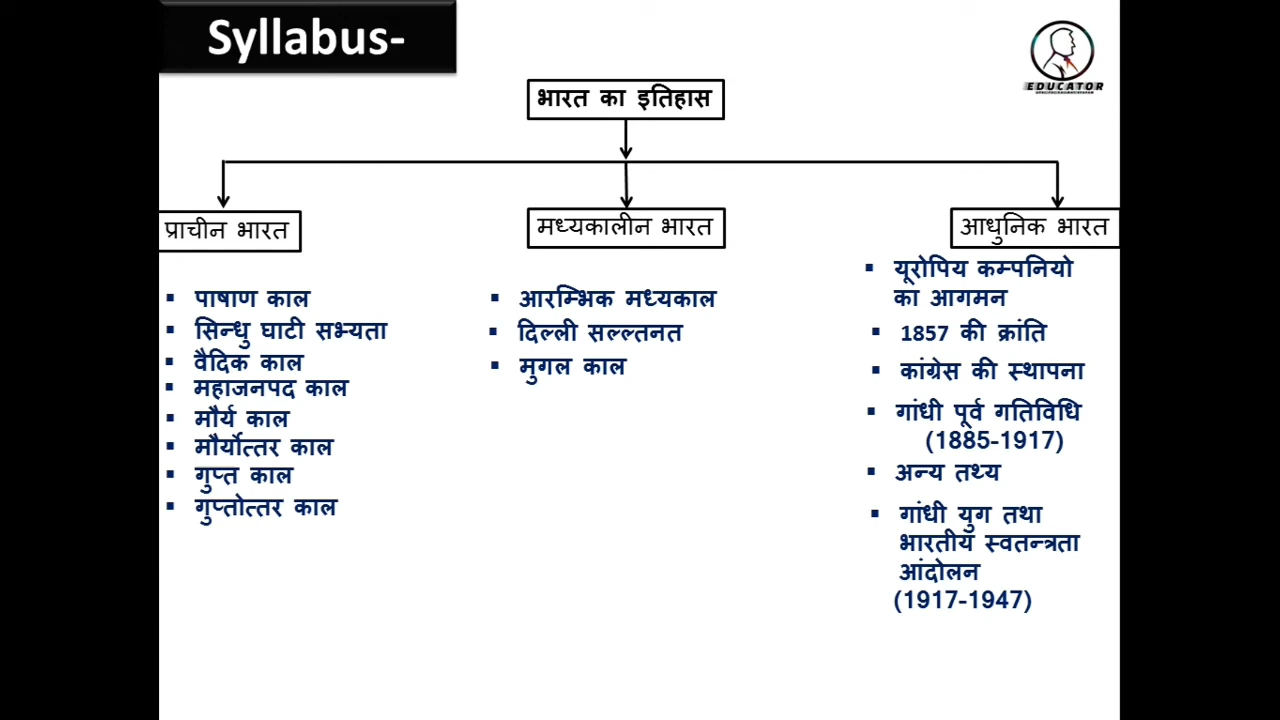 Syllabus-
EDUCATOR
भारत का इतिहास
प्राचीन भारत
पाषाण काल
सिन्धु घाटी सभ्यता
वैदिक काल
महाजनपद काल
मौर्य काल
मौर्योत्तर काल
गुप्त काल
गुप्तोत्तर काल
मध्यकालीन भारत
आरम्भिक मध्यकाल
दिल्ली सल्ल्तनत
मुगल काल
आधुनिक भारत
यूरोपिय कम्पनियो
का आगमन
1857 की क्रांति
कांग्रेस की स्थापना
गांधी पूर्व गतिविधि
(1885-1917)
अन्य तथ्य
गांधी युग तथा
भारतीय स्वतन्त्रता
आंदोलन
(1917-1947)